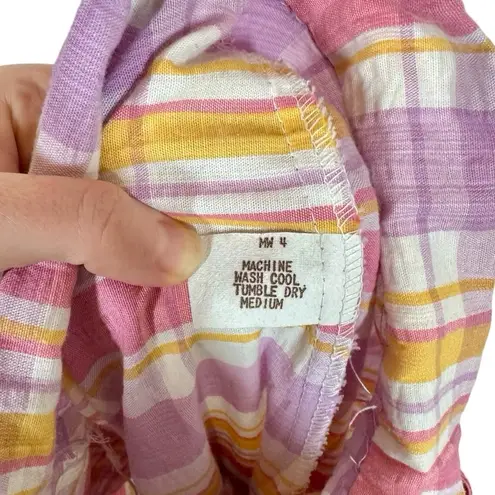 MW 4
MACHINE
WASH COOL
TUMBLE DRY
MEDIUM